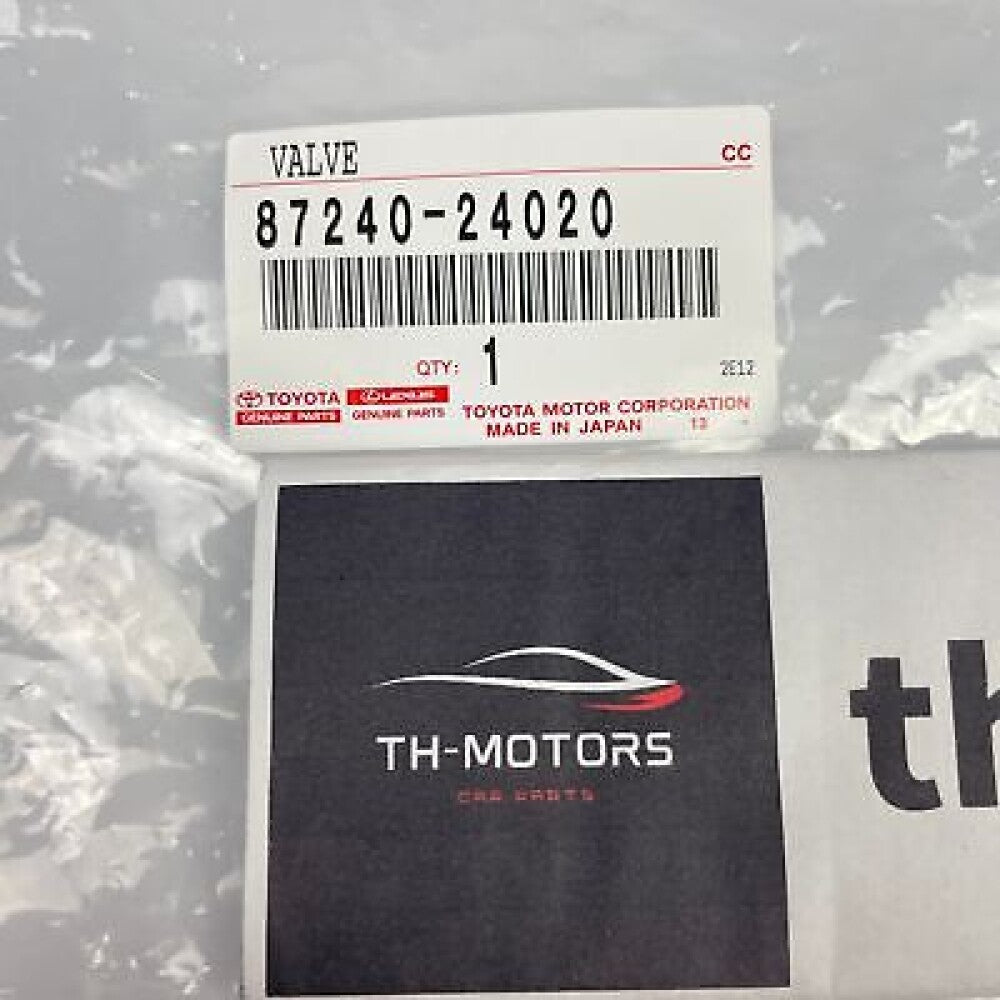 VALVE CC
87240-24020
QTY: 1 2E12
TOYOTA LEXUS
GENUINE PARTS GENUINE PARTS TOYOTA MOTOR CORPORATION
MADE IN JAPAN 13
TH-MOTORS
CAR PARTS
th